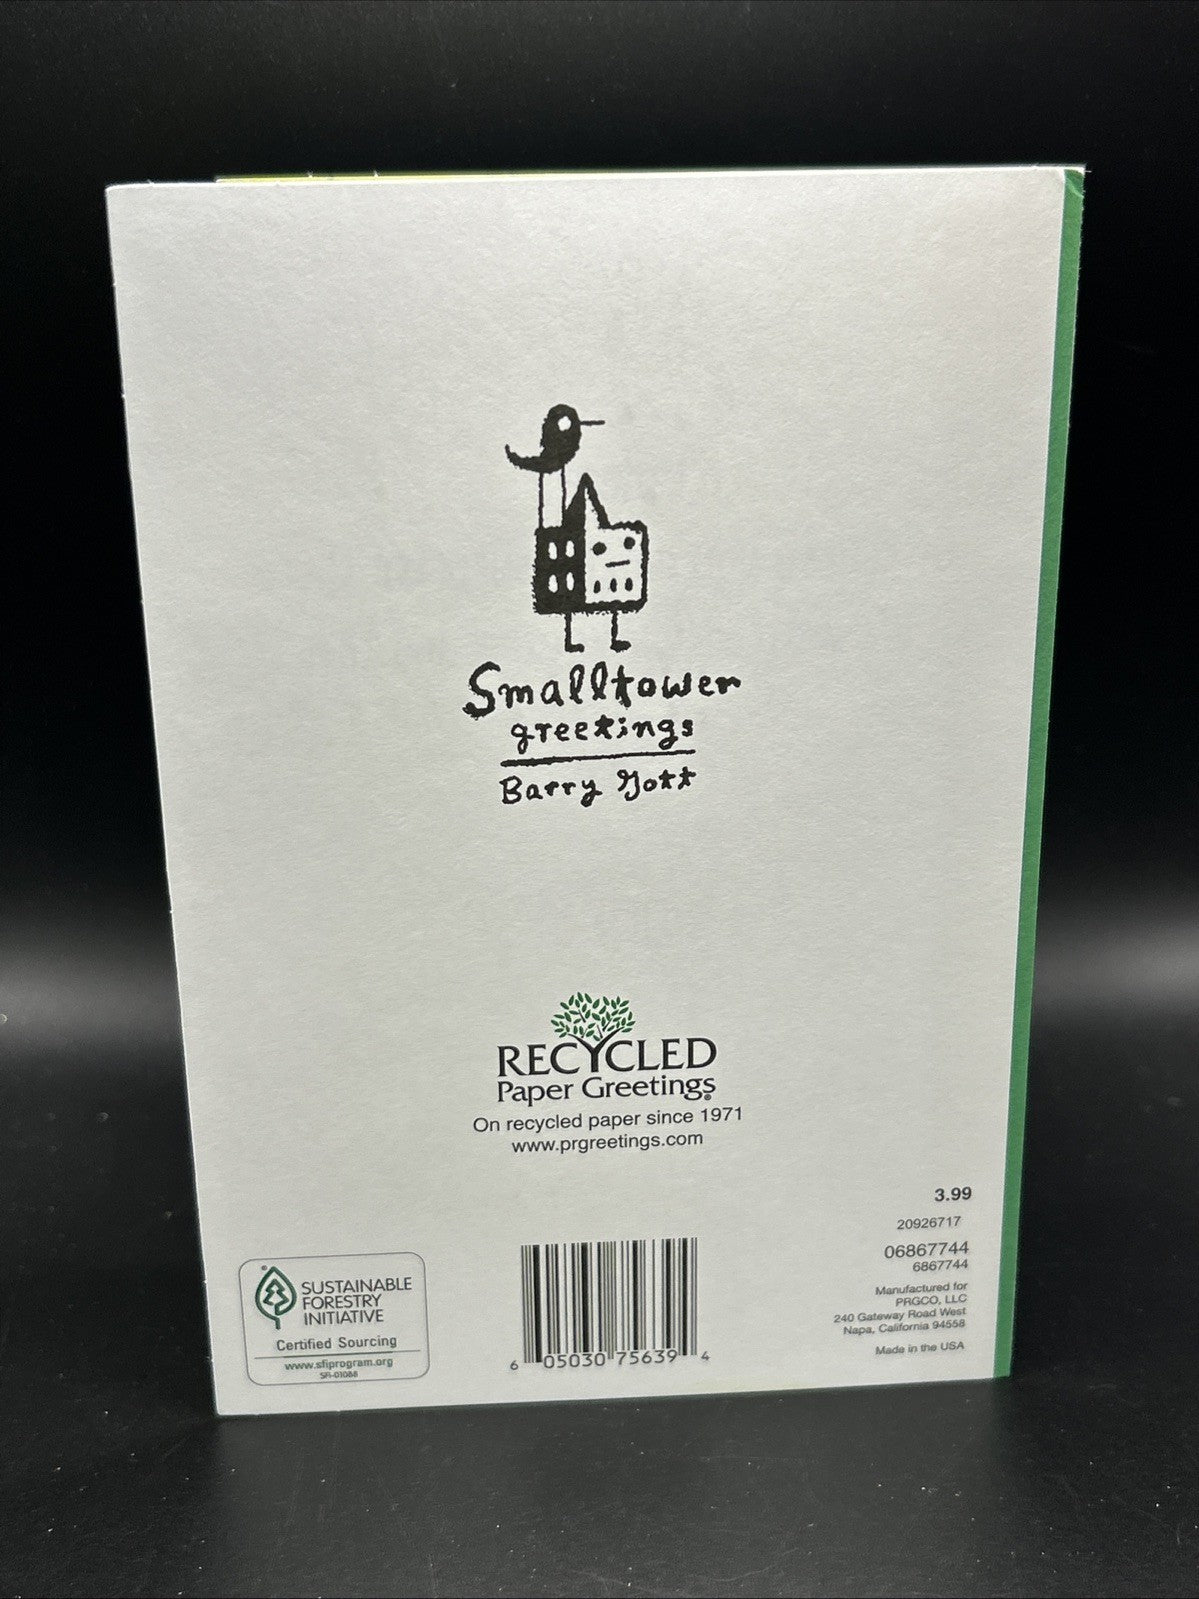 Smalltower
greetings
Barry Gott
RECYCLED
Paper Greetings®
On recycled paper since 1971
www.prgreetings.com
3.99
20926717
06867744
6867744
Manufactured for
PRGCO, LLC
240 Gateway Road West
Napa, California 94558
Made in the USA
SUSTAINABLE
FORESTRY
INITIATIVE
Certified Sourcing
www.sfiprogram.org
SFI-01088
6 05030 75639 4